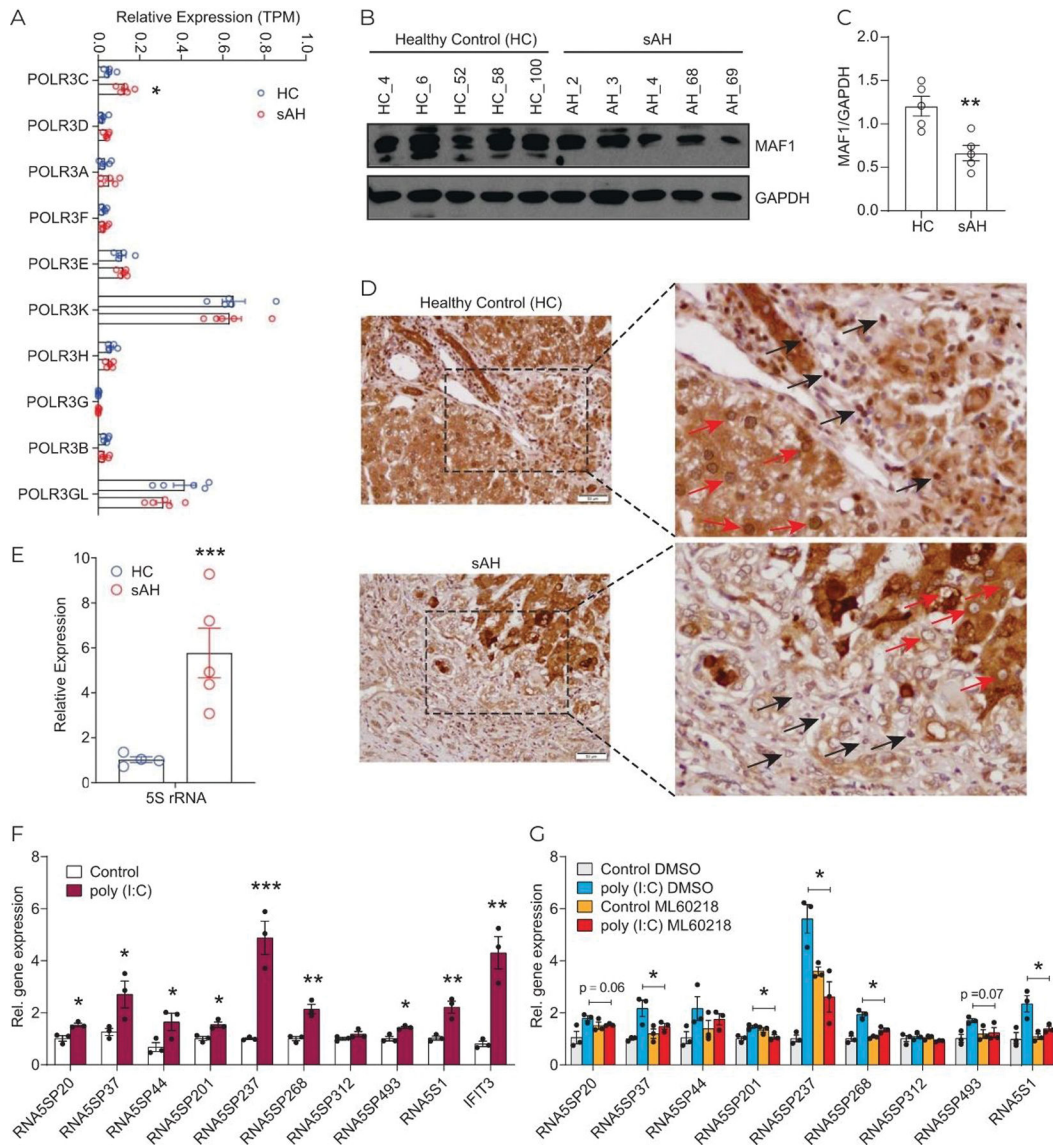 A
Relative Expression (TPM)
0.0
0.2
0.4
0.6
0.8
1.0
POLR3C
*
HC
sAH
POLR3D
POLR3A
POLR3F
POLR3E
POLR3K
POLR3H
POLR3G
POLR3B
POLR3GL
B
Healthy Control (HC)
sAH
HC_4
HC_6
HC_52
HC_58
HC_100
AH_2
AH_3
AH_4
AH_68
AH_69
MAF1
GAPDH
C
MAF1/GAPDH
2.0
1.5
1.0
0.5
0.0
**
HC
sAH
D
Healthy Control (HC)
50 µm
sAH
50 µm
E
Relative Expression
10
8
6
4
2
0
HC
sAH
***
5S rRNA
F
Rel. gene expression
8
6
4
2
0
Control
poly (I:C)
*
*
*
*
***
**
*
**
**
RNA5SP20
RNA5SP37
RNA5SP44
RNA5SP201
RNA5SP237
RNA5SP268
RNA5SP312
RNA5SP493
RNA5S1
IFIT3
G
Rel. gene expression
8
6
4
2
0
Control DMSO
poly (I:C) DMSO
Control ML60218
poly (I:C) ML60218
p = 0.06
*
*
*
*
p =0.07
*
RNA5SP20
RNA5SP37
RNA5SP44
RNA5SP201
RNA5SP237
RNA5SP268
RNA5SP312
RNA5SP493
RNA5S1